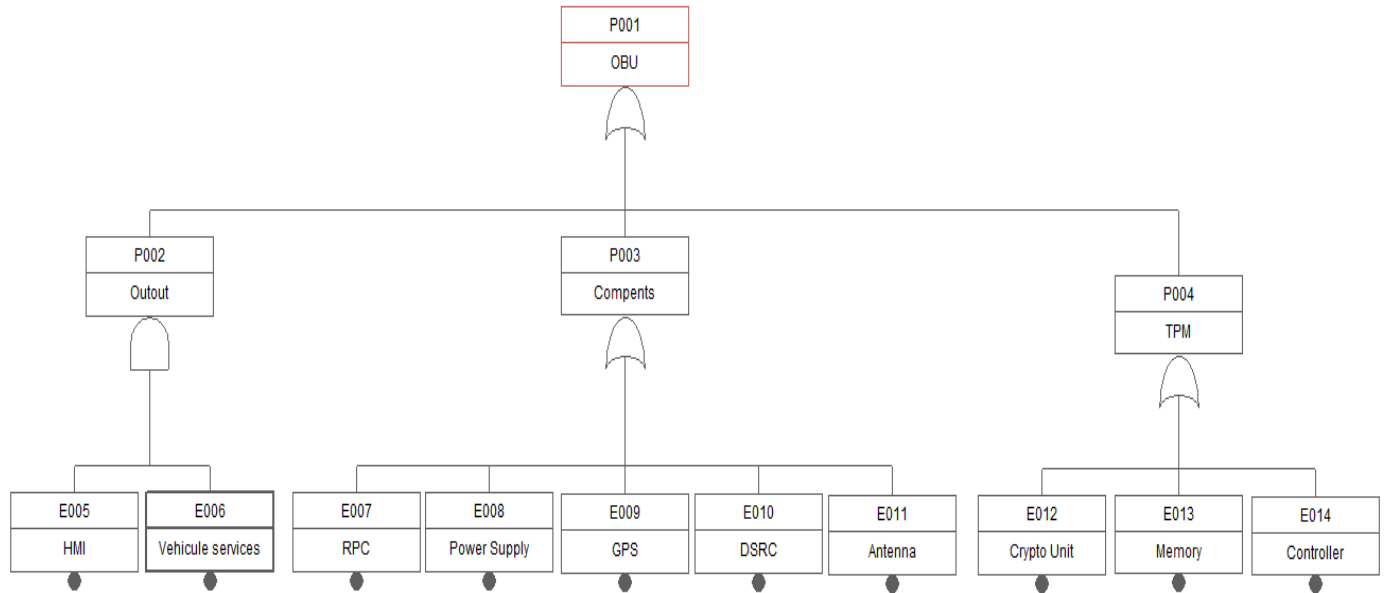 P001
OBU
P002
Outout
P003
Compents
P004
TPM
E005
HMI
E006
Vehicule services
E007
RPC
E008
Power Supply
E009
GPS
E010
DSRC
E011
Antenna
E012
Crypto Unit
E013
Memory
E014
Controller